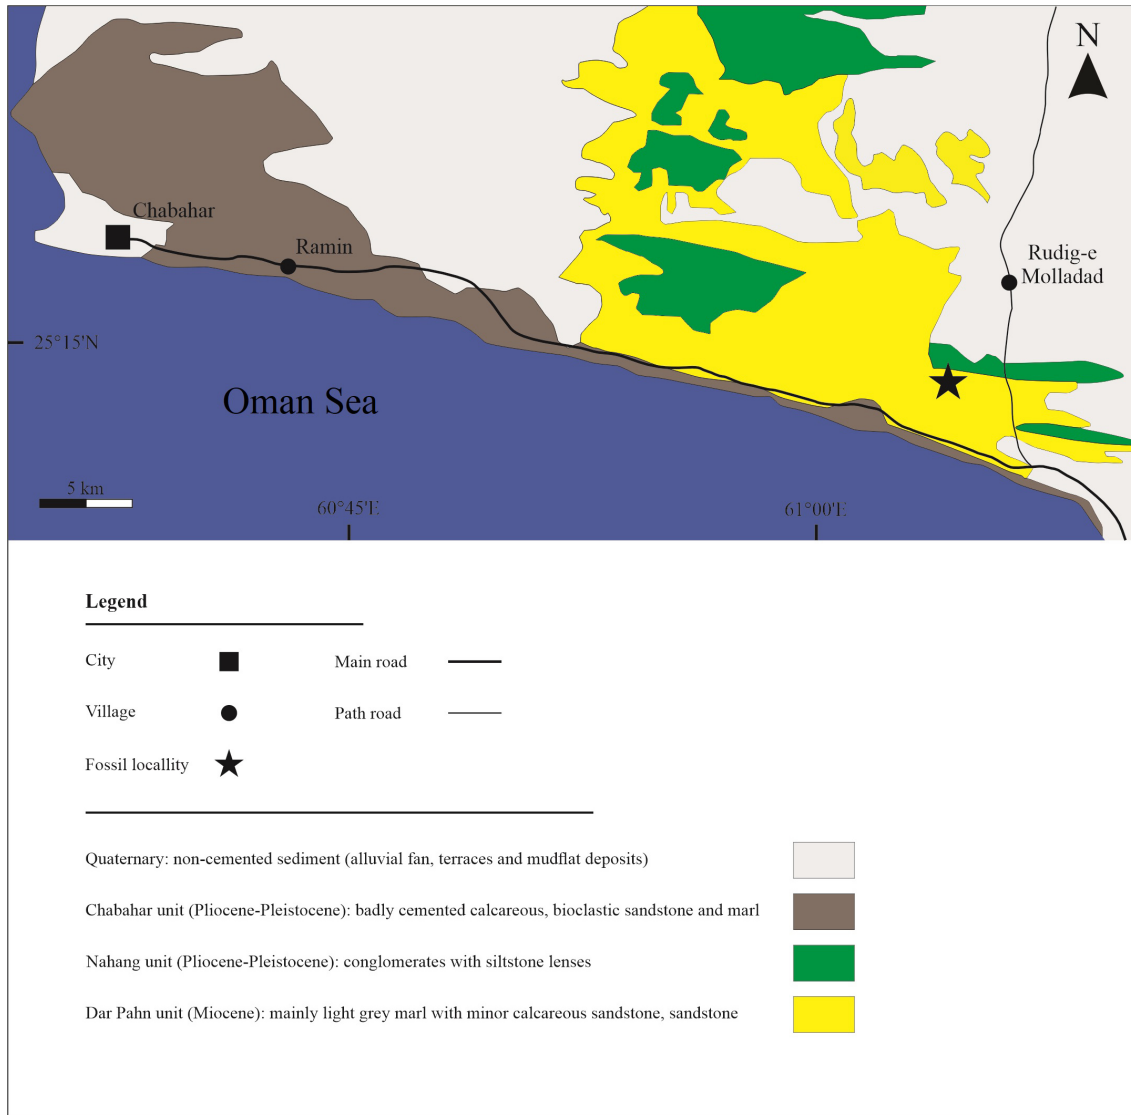 N
Chabahar
Ramin
Rudig-e
Molladad
25°15'N
Oman Sea
5 km
60°45'E
61°00'E
Legend
City
Main road
Village
Path road
Fossil locallity
Quaternary: non-cemented sediment (alluvial fan, terraces and mudflat deposits)
Chabahar unit (Pliocene-Pleistocene): badly cemented calcareous, bioclastic sandstone and marl
Nahang unit (Pliocene-Pleistocene): conglomerates with siltstone lenses
Dar Pahn unit (Miocene): mainly light grey marl with minor calcareous sandstone, sandstone